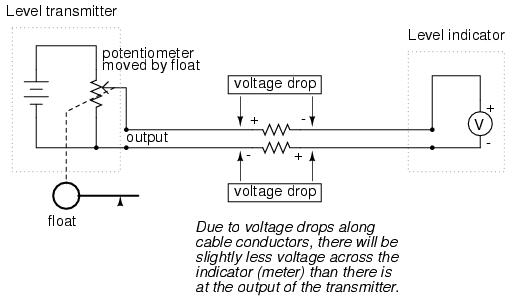 Level transmitter
Level indicator
potentiometer
moved by float
voltage drop
+
-
+
V
-
output
-
+
voltage drop
float
Due to voltage drops along
cable conductors, there will be
slightly less voltage across the
indicator (meter) than there is
at the output of the transmitter.